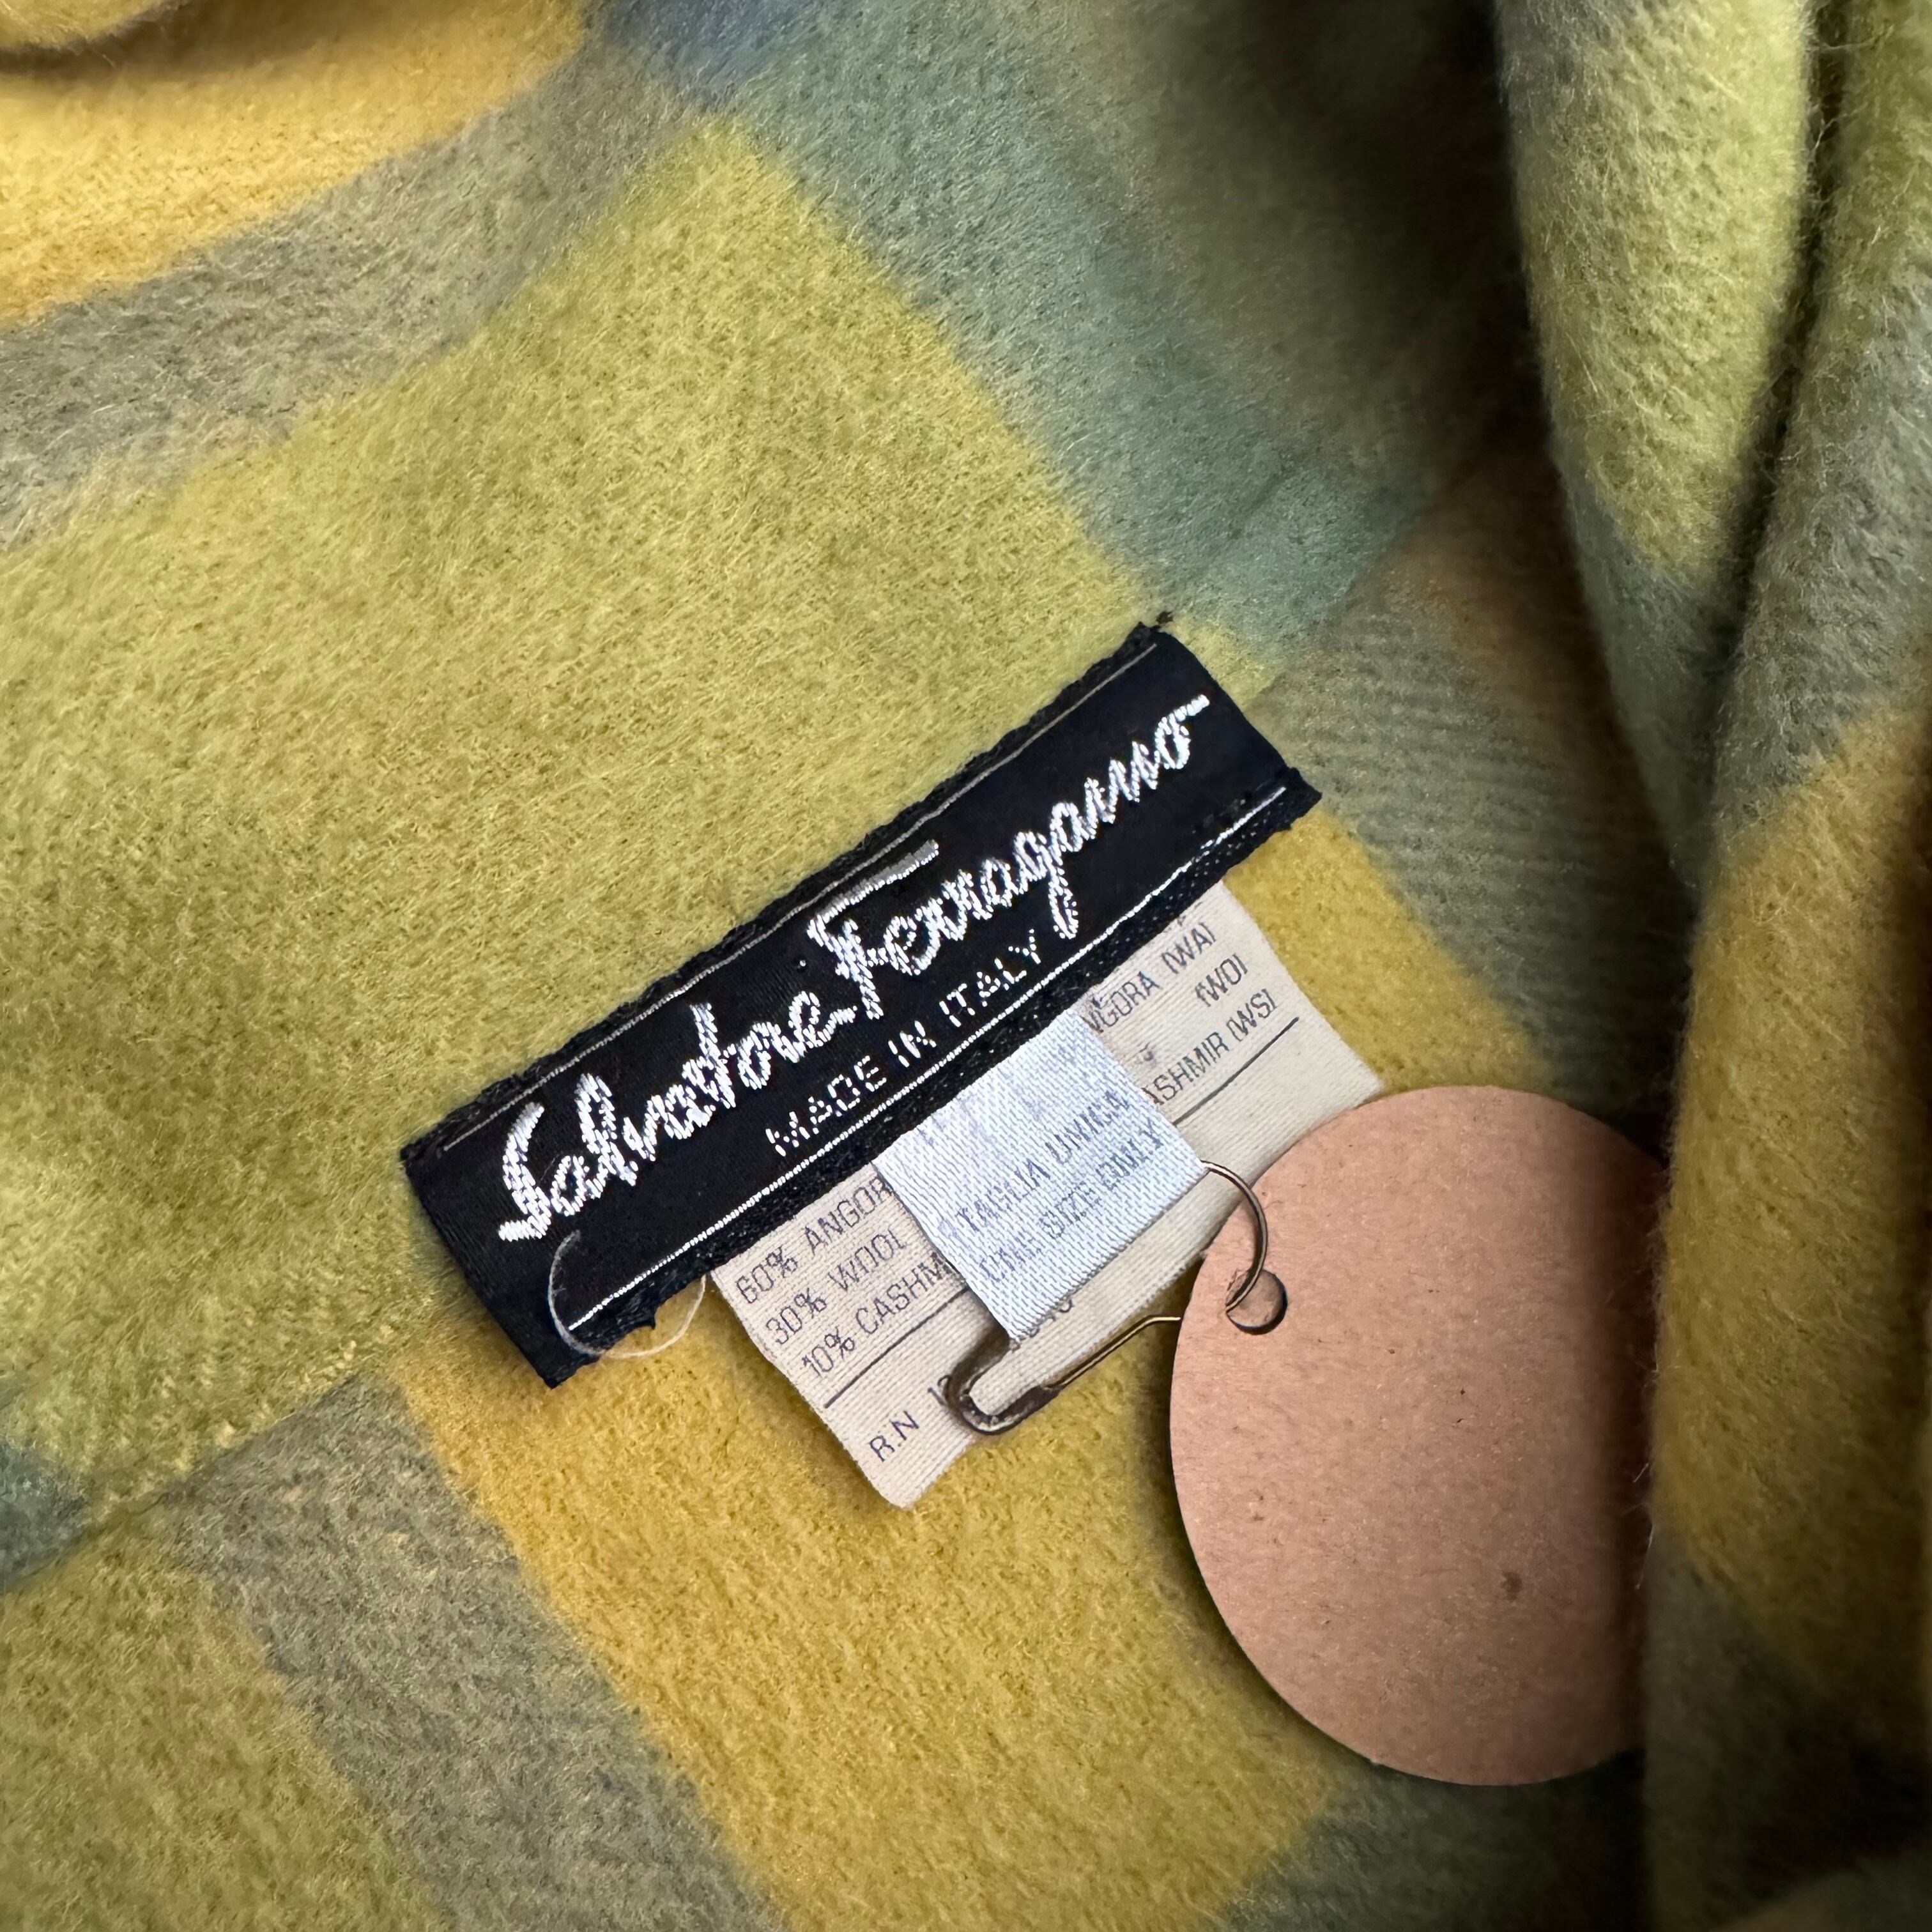 Salvatore Ferragamo
MADE IN ITALY
TAGLIA UNICA
ONE SIZE ONLY
60% ANGOR NGORA (WA)
30% WOOL (WO)
10% CASHM ASHMIR (WS)
R.N